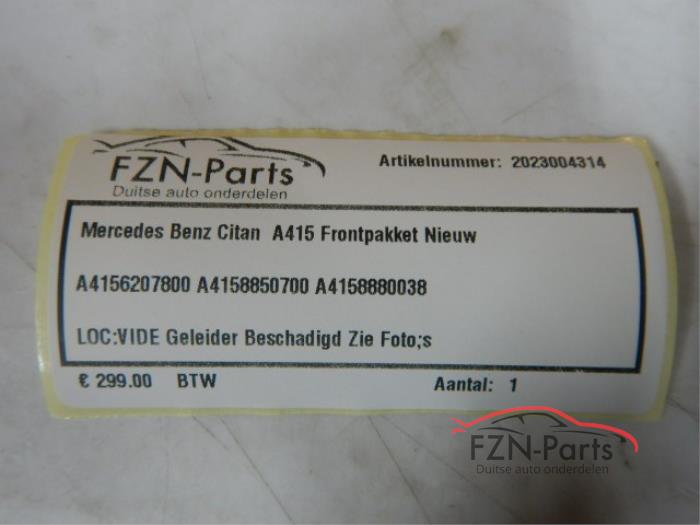 FZN-Parts
Duitse auto onderdelen
Artikelnummer: 2023004314
Mercedes Benz Citan A415 Frontpakket Nieuw
A4156207800 A4158850700 A4158880038
LOC:VIDE Geleider Beschadigd Zie Foto;s
€ 299.00 BTW
Aantal: 1
FZN-Parts
Duitse auto onderdelen